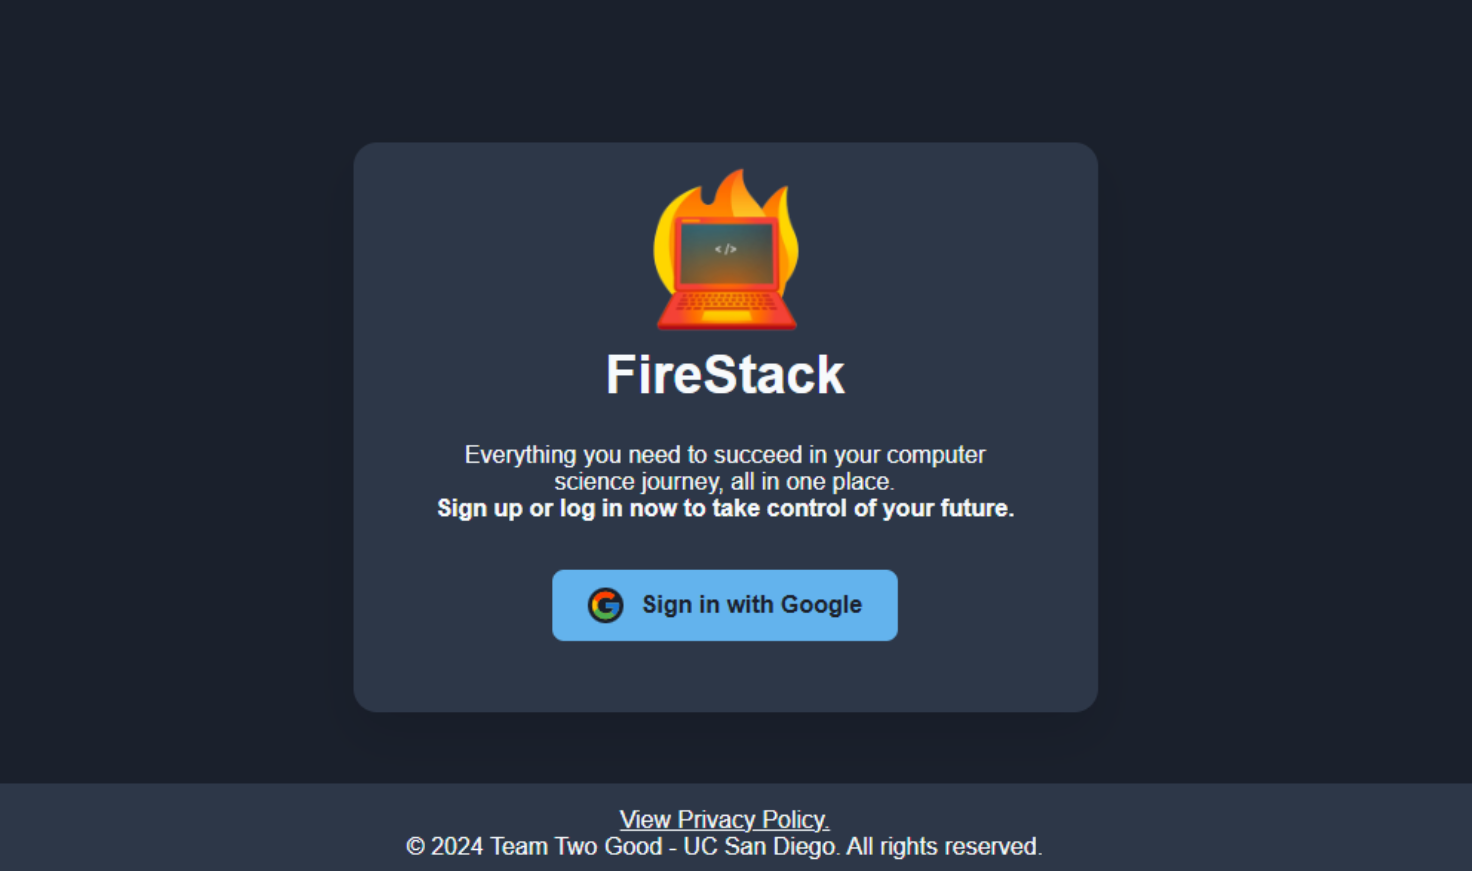 </>
FireStack
Everything you need to succeed in your computer
science journey, all in one place.
Sign up or log in now to take control of your future.
Sign in with Google
View Privacy Policy.
© 2024 Team Two Good - UC San Diego. All rights reserved.